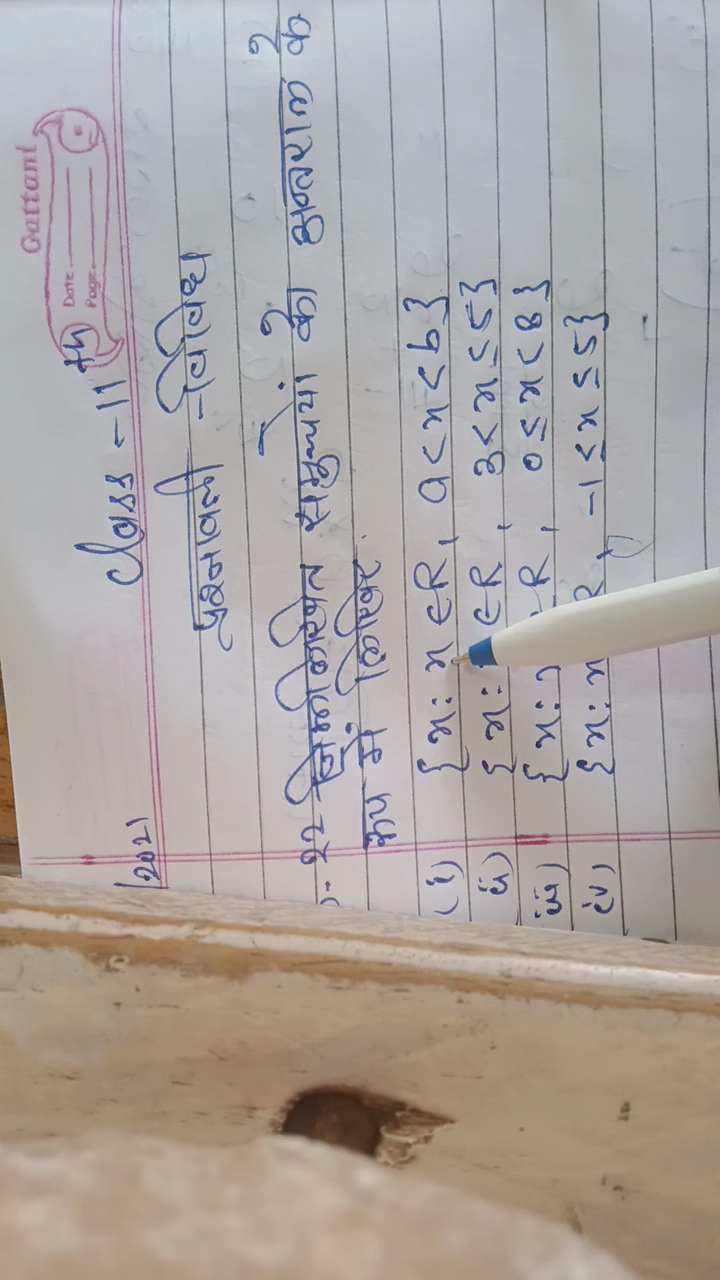 Gattani
Date
Page
/2021
Class - 11th
प्रश्नावली - विविध
- 22 निम्नलिखित समुच्चयों को अन्तराल के
रूप में लिखिए.
(i) {x: x ∈ R, a < x < b}
(ii) {x: ∈ R, 3 < x ≤ 5}
(iii) {x: R, 0 ≤ x < 8}
(iv) {x: x R, -1 ≤ x ≤ 5}